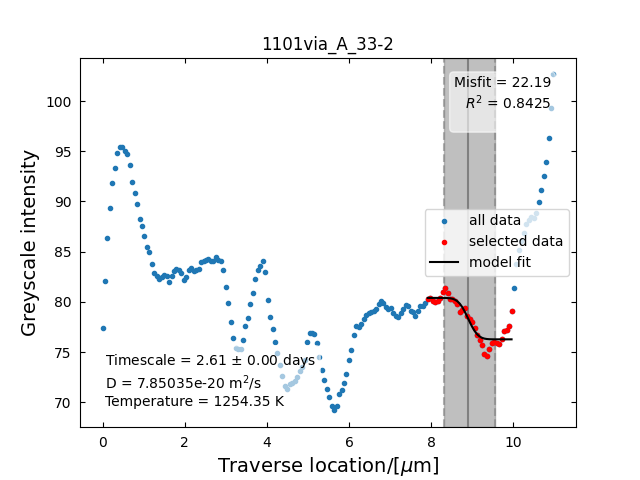 1101via_A_33-2
Misfit = 22.19
R² = 0.8425
100
95
90
85
80
75
70
Greyscale intensity
all data
selected data
model fit
Timescale = 2.61 ± 0.00 days
D = 7.85035e-20 m²/s
Temperature = 1254.35 K
0 2 4 6 8 10
Traverse location/[μm]